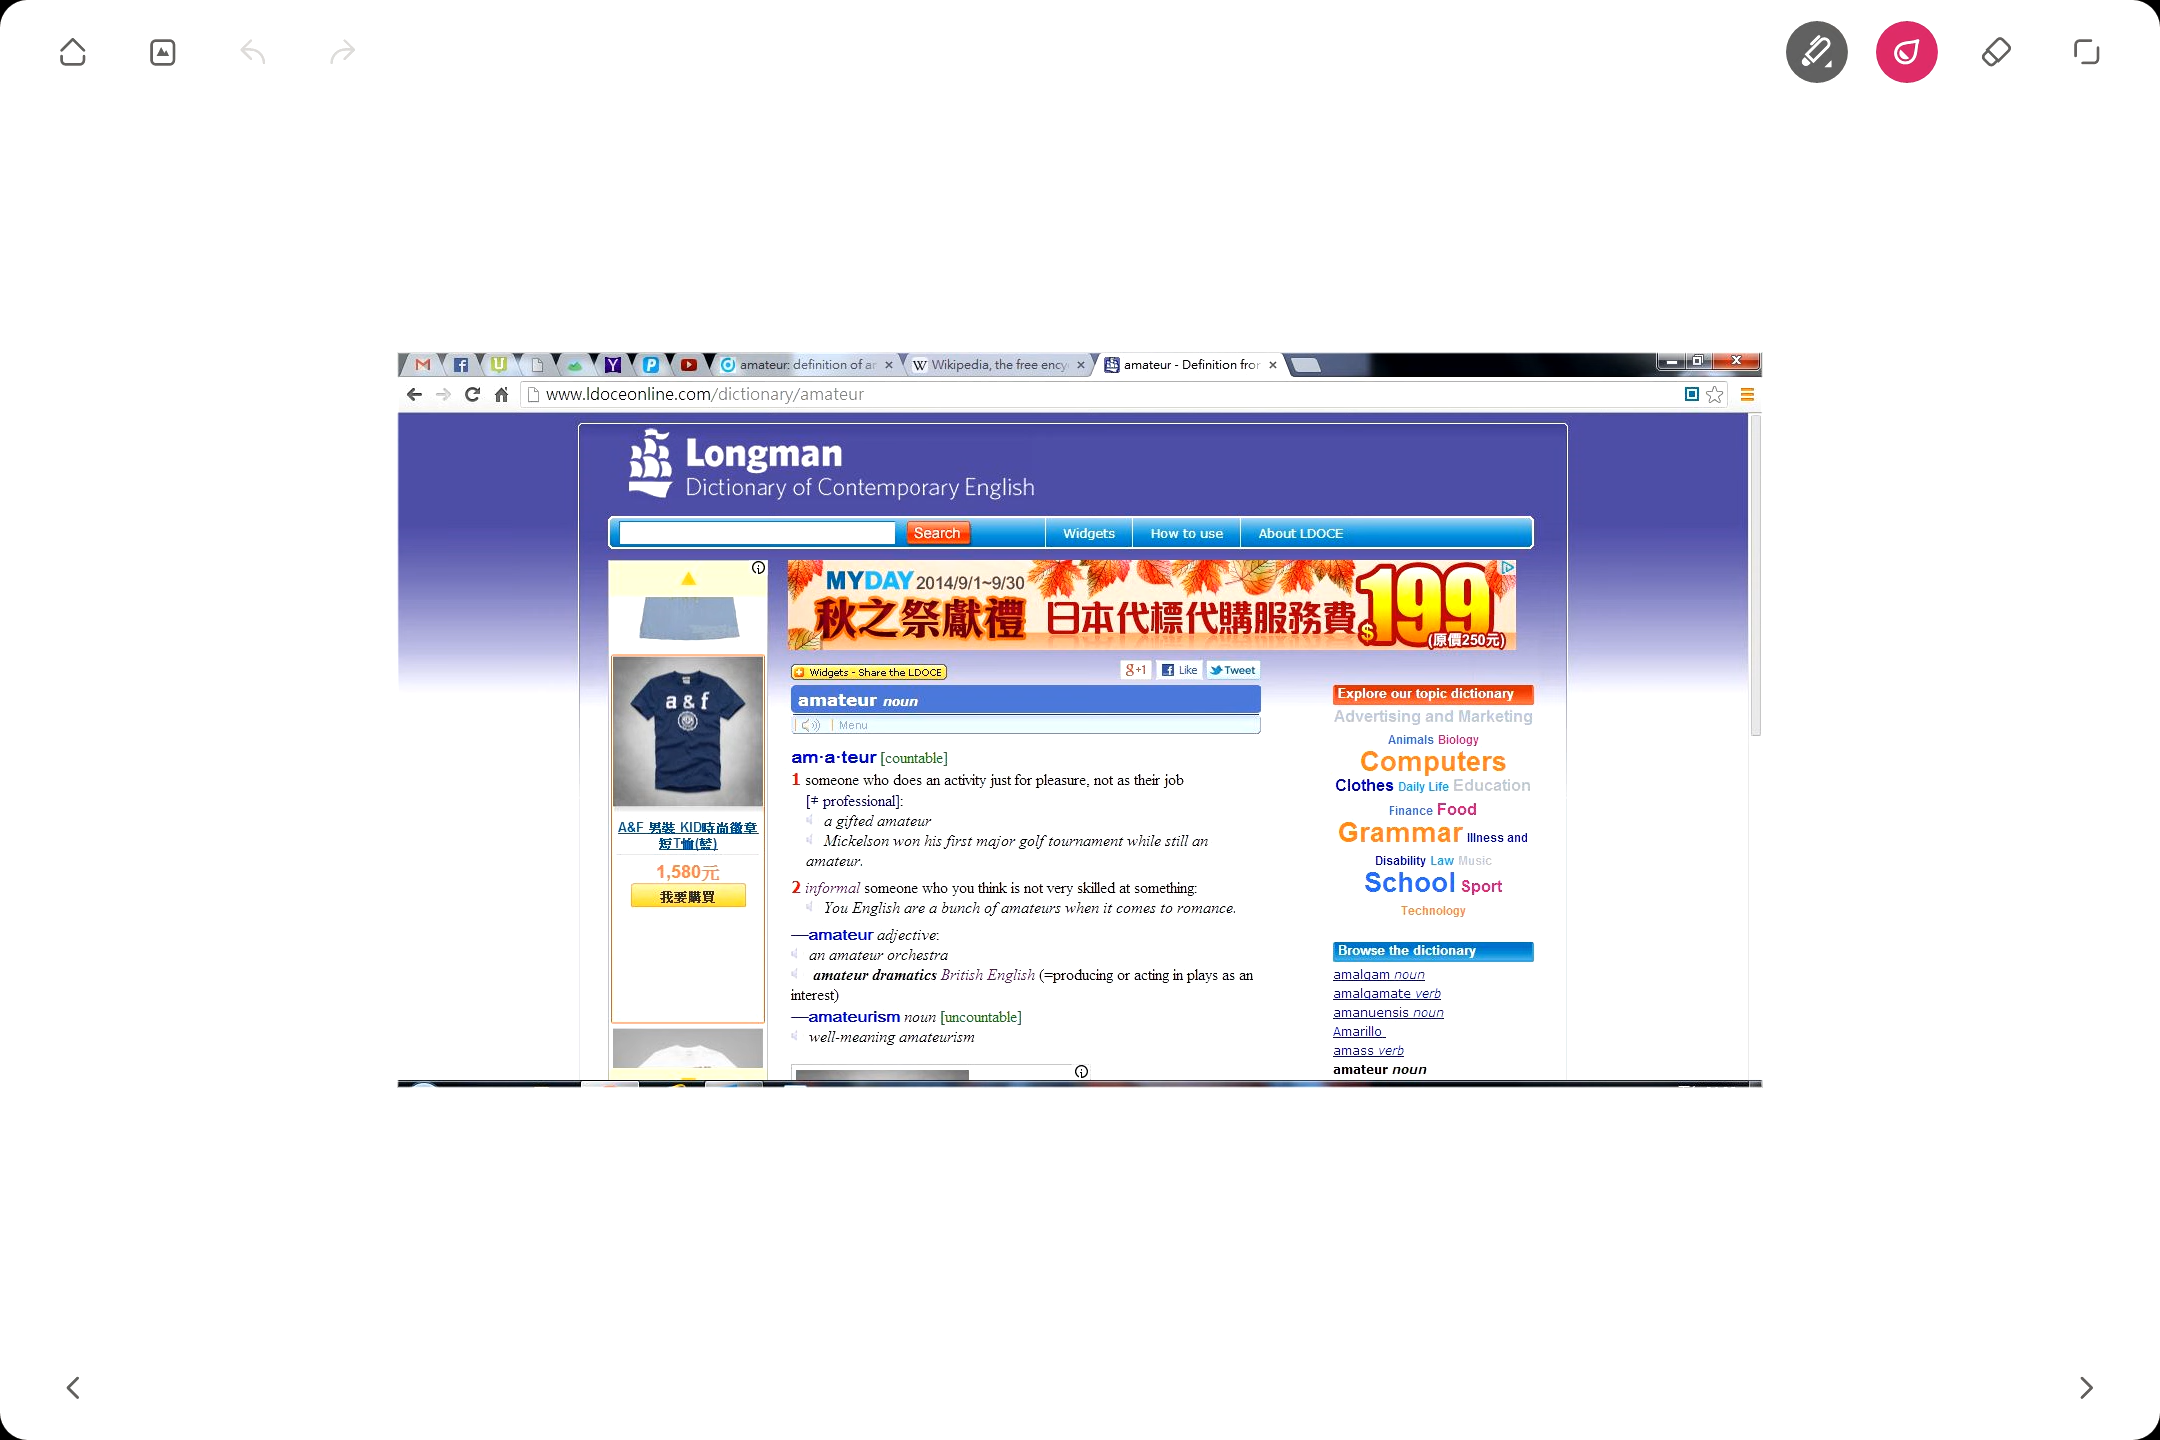 amateur: definition of ar
Wikipedia, the free ency
amateur - Definition fror
www.ldoceonline.com/dictionary/amateur
Longman
Dictionary of Contemporary English
Search
Widgets
How to use
About LDOCE
MYDAY 2014/9/1~9/30
秋之祭獻禮 日本代標代購服務費 $199
(原價250元)
Widgets - Share the LDOCE
g+1
Like
Tweet
a & f
A&F 男裝 KID時尚徽章
短T恤(藍)
1,580元
我要購買
amateur noun
Menu
am‧a‧teur [countable]
1 someone who does an activity just for pleasure, not as their job
[≠ professional]:
a gifted amateur
Mickelson won his first major golf tournament while still an
amateur.
2 informal someone who you think is not very skilled at something:
You English are a bunch of amateurs when it comes to romance.
—amateur adjective:
an amateur orchestra
amateur dramatics British English (=producing or acting in plays as an
interest)
—amateurism noun [uncountable]
well-meaning amateurism
Explore our topic dictionary
Advertising and Marketing
Animals Biology
Computers
Clothes Daily Life Education
Finance Food
Grammar Illness and
Disability Law Music
School Sport
Technology
Browse the dictionary
amalgam noun
amalgamate verb
amanuensis noun
Amarillo
amass verb
amateur noun